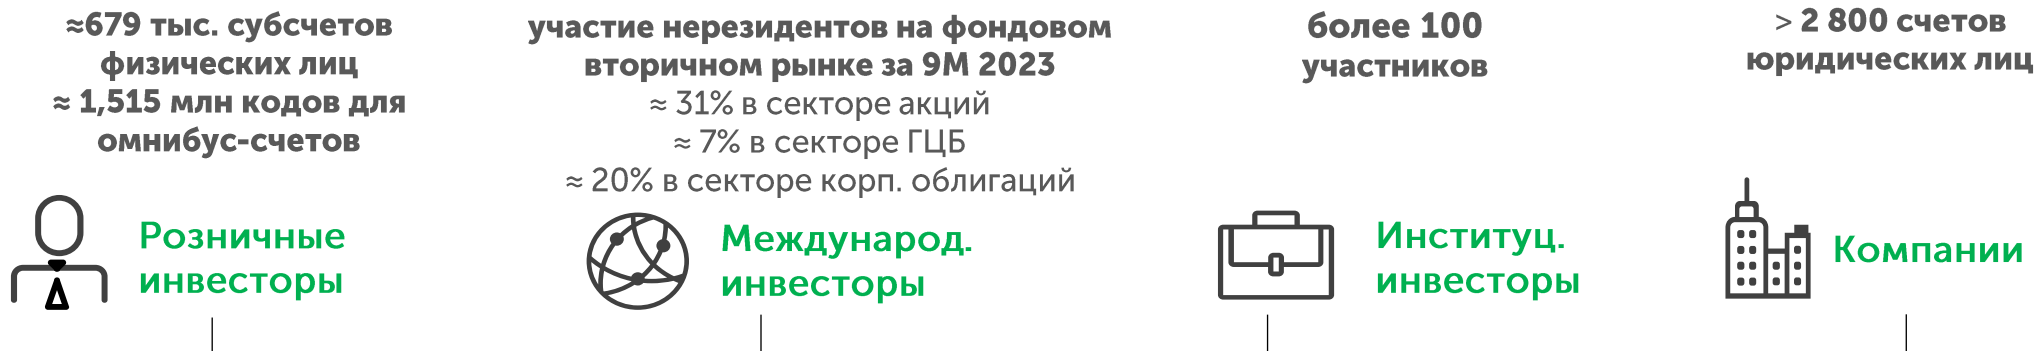 ≈679 тыс. субсчетов
физических лиц
≈ 1,515 млн кодов для
омнибус-счетов
Розничные
инвесторы
участие нерезидентов на фондовом
вторичном рынке за 9М 2023
≈ 31% в секторе акций
≈ 7% в секторе ГЦБ
≈ 20% в секторе корп. облигаций
Международ.
инвесторы
более 100
участников
Институц.
инвесторы
> 2 800 счетов
юридических лиц
Компании